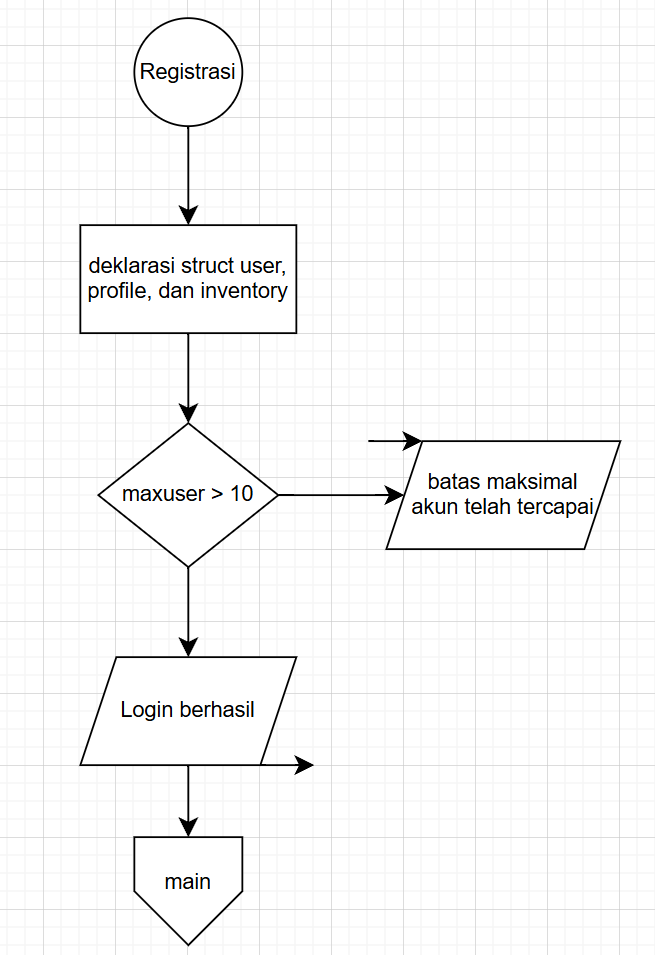 Registrasi
deklarasi struct user,
profile, dan inventory
maxuser > 10
batas maksimal
akun telah tercapai
Login berhasil
main